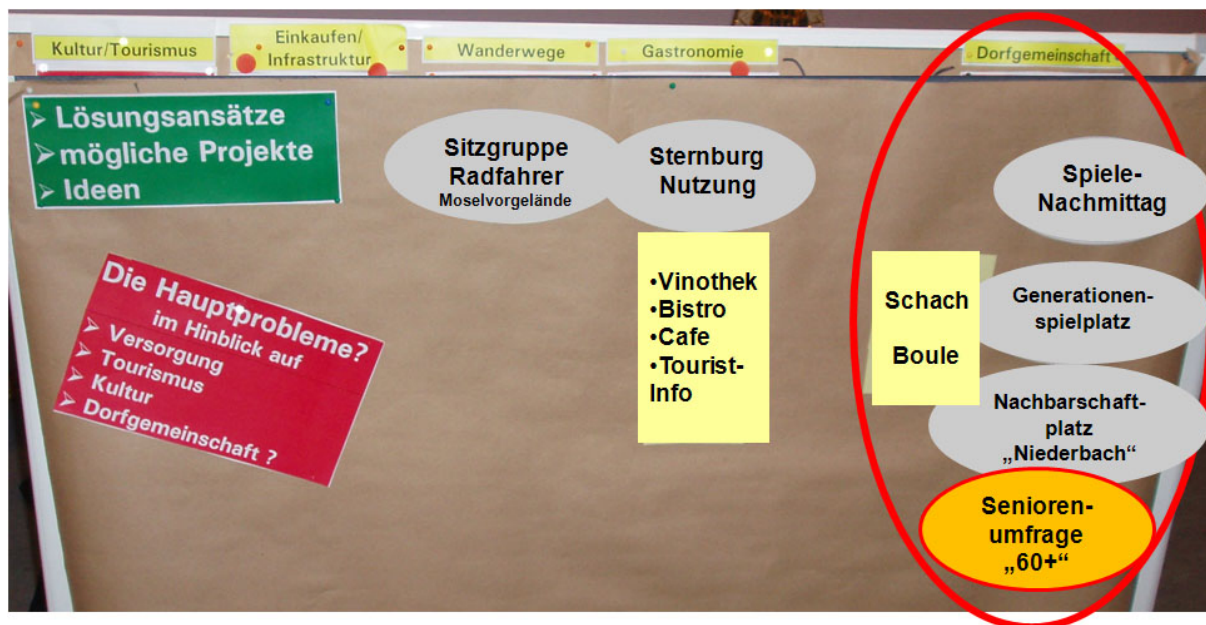 Kultur/Tourismus
Einkaufen/
Infrastruktur
Wanderwege
Gastronomie
Dorfgemeinschaft
➢ Lösungsansätze
➢ mögliche Projekte
➢ Ideen
Sitzgruppe
Radfahrer
Moselvorgelände
Sternburg
Nutzung
•Vinothek
•Bistro
•Cafe
•Tourist-
Info
Spiele-
Nachmittag
Schach
Boule
Generationen-
spielplatz
Nachbarschaft-
platz
„Niederbach“
Senioren-
umfrage
„60+“
Die Hauptprobleme?
im Hinblick auf
➢ Versorgung
➢ Tourismus
➢ Kultur
➢ Dorfgemeinschaft ?